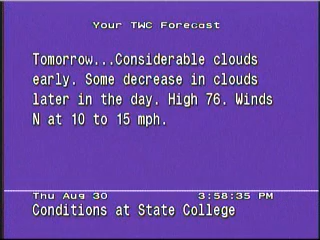 Your TWC Forecast
Tomorrow...Considerable clouds
early. Some decrease in clouds
later in the day. High 76. Winds
N at 10 to 15 mph.
Thu Aug 30 3:58:35 PM
Conditions at State College